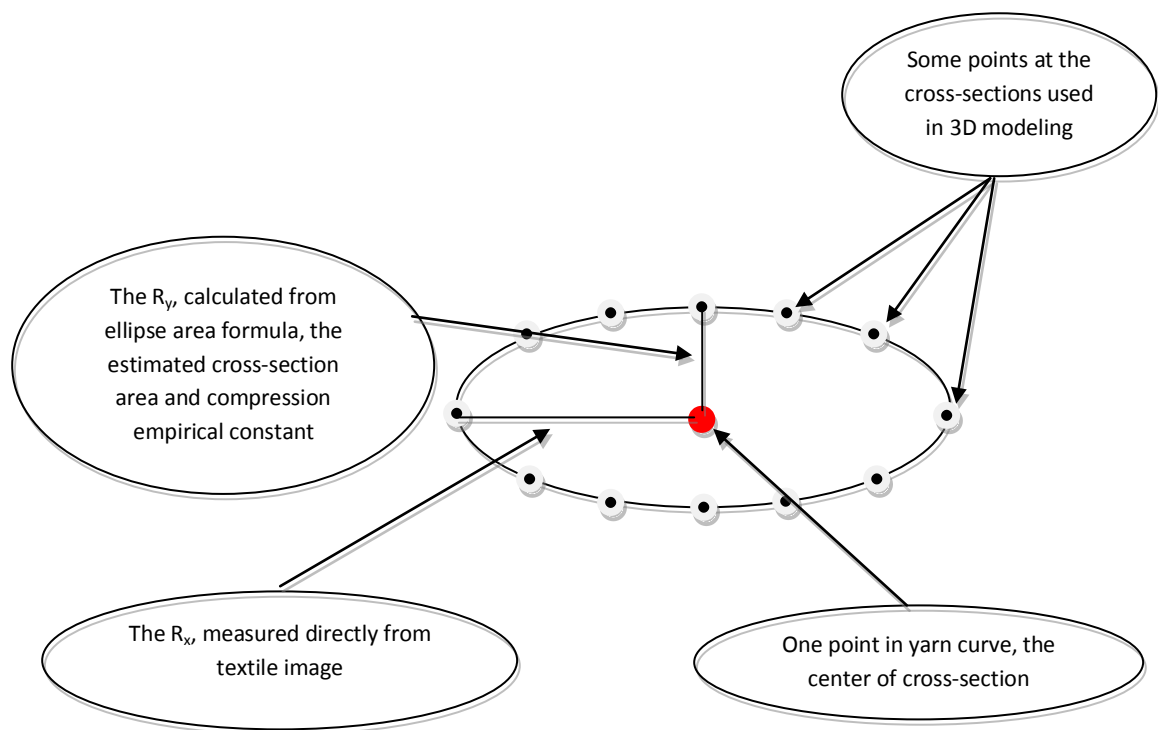 Some points at the
cross-sections used
in 3D modeling
The Ry, calculated from
ellipse area formula, the
estimated cross-section
area and compression
empirical constant
The Rx, measured directly from
textile image
One point in yarn curve, the
center of cross-section